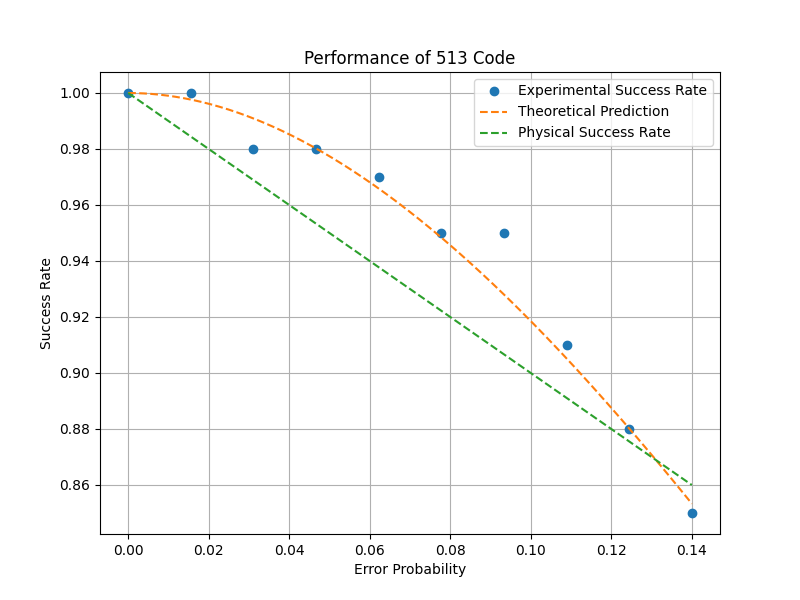 Performance of 513 Code
Experimental Success Rate
Theoretical Prediction
Physical Success Rate
Success Rate
1.00
0.98
0.96
0.94
0.92
0.90
0.88
0.86
0.00 0.02 0.04 0.06 0.08 0.10 0.12 0.14
Error Probability